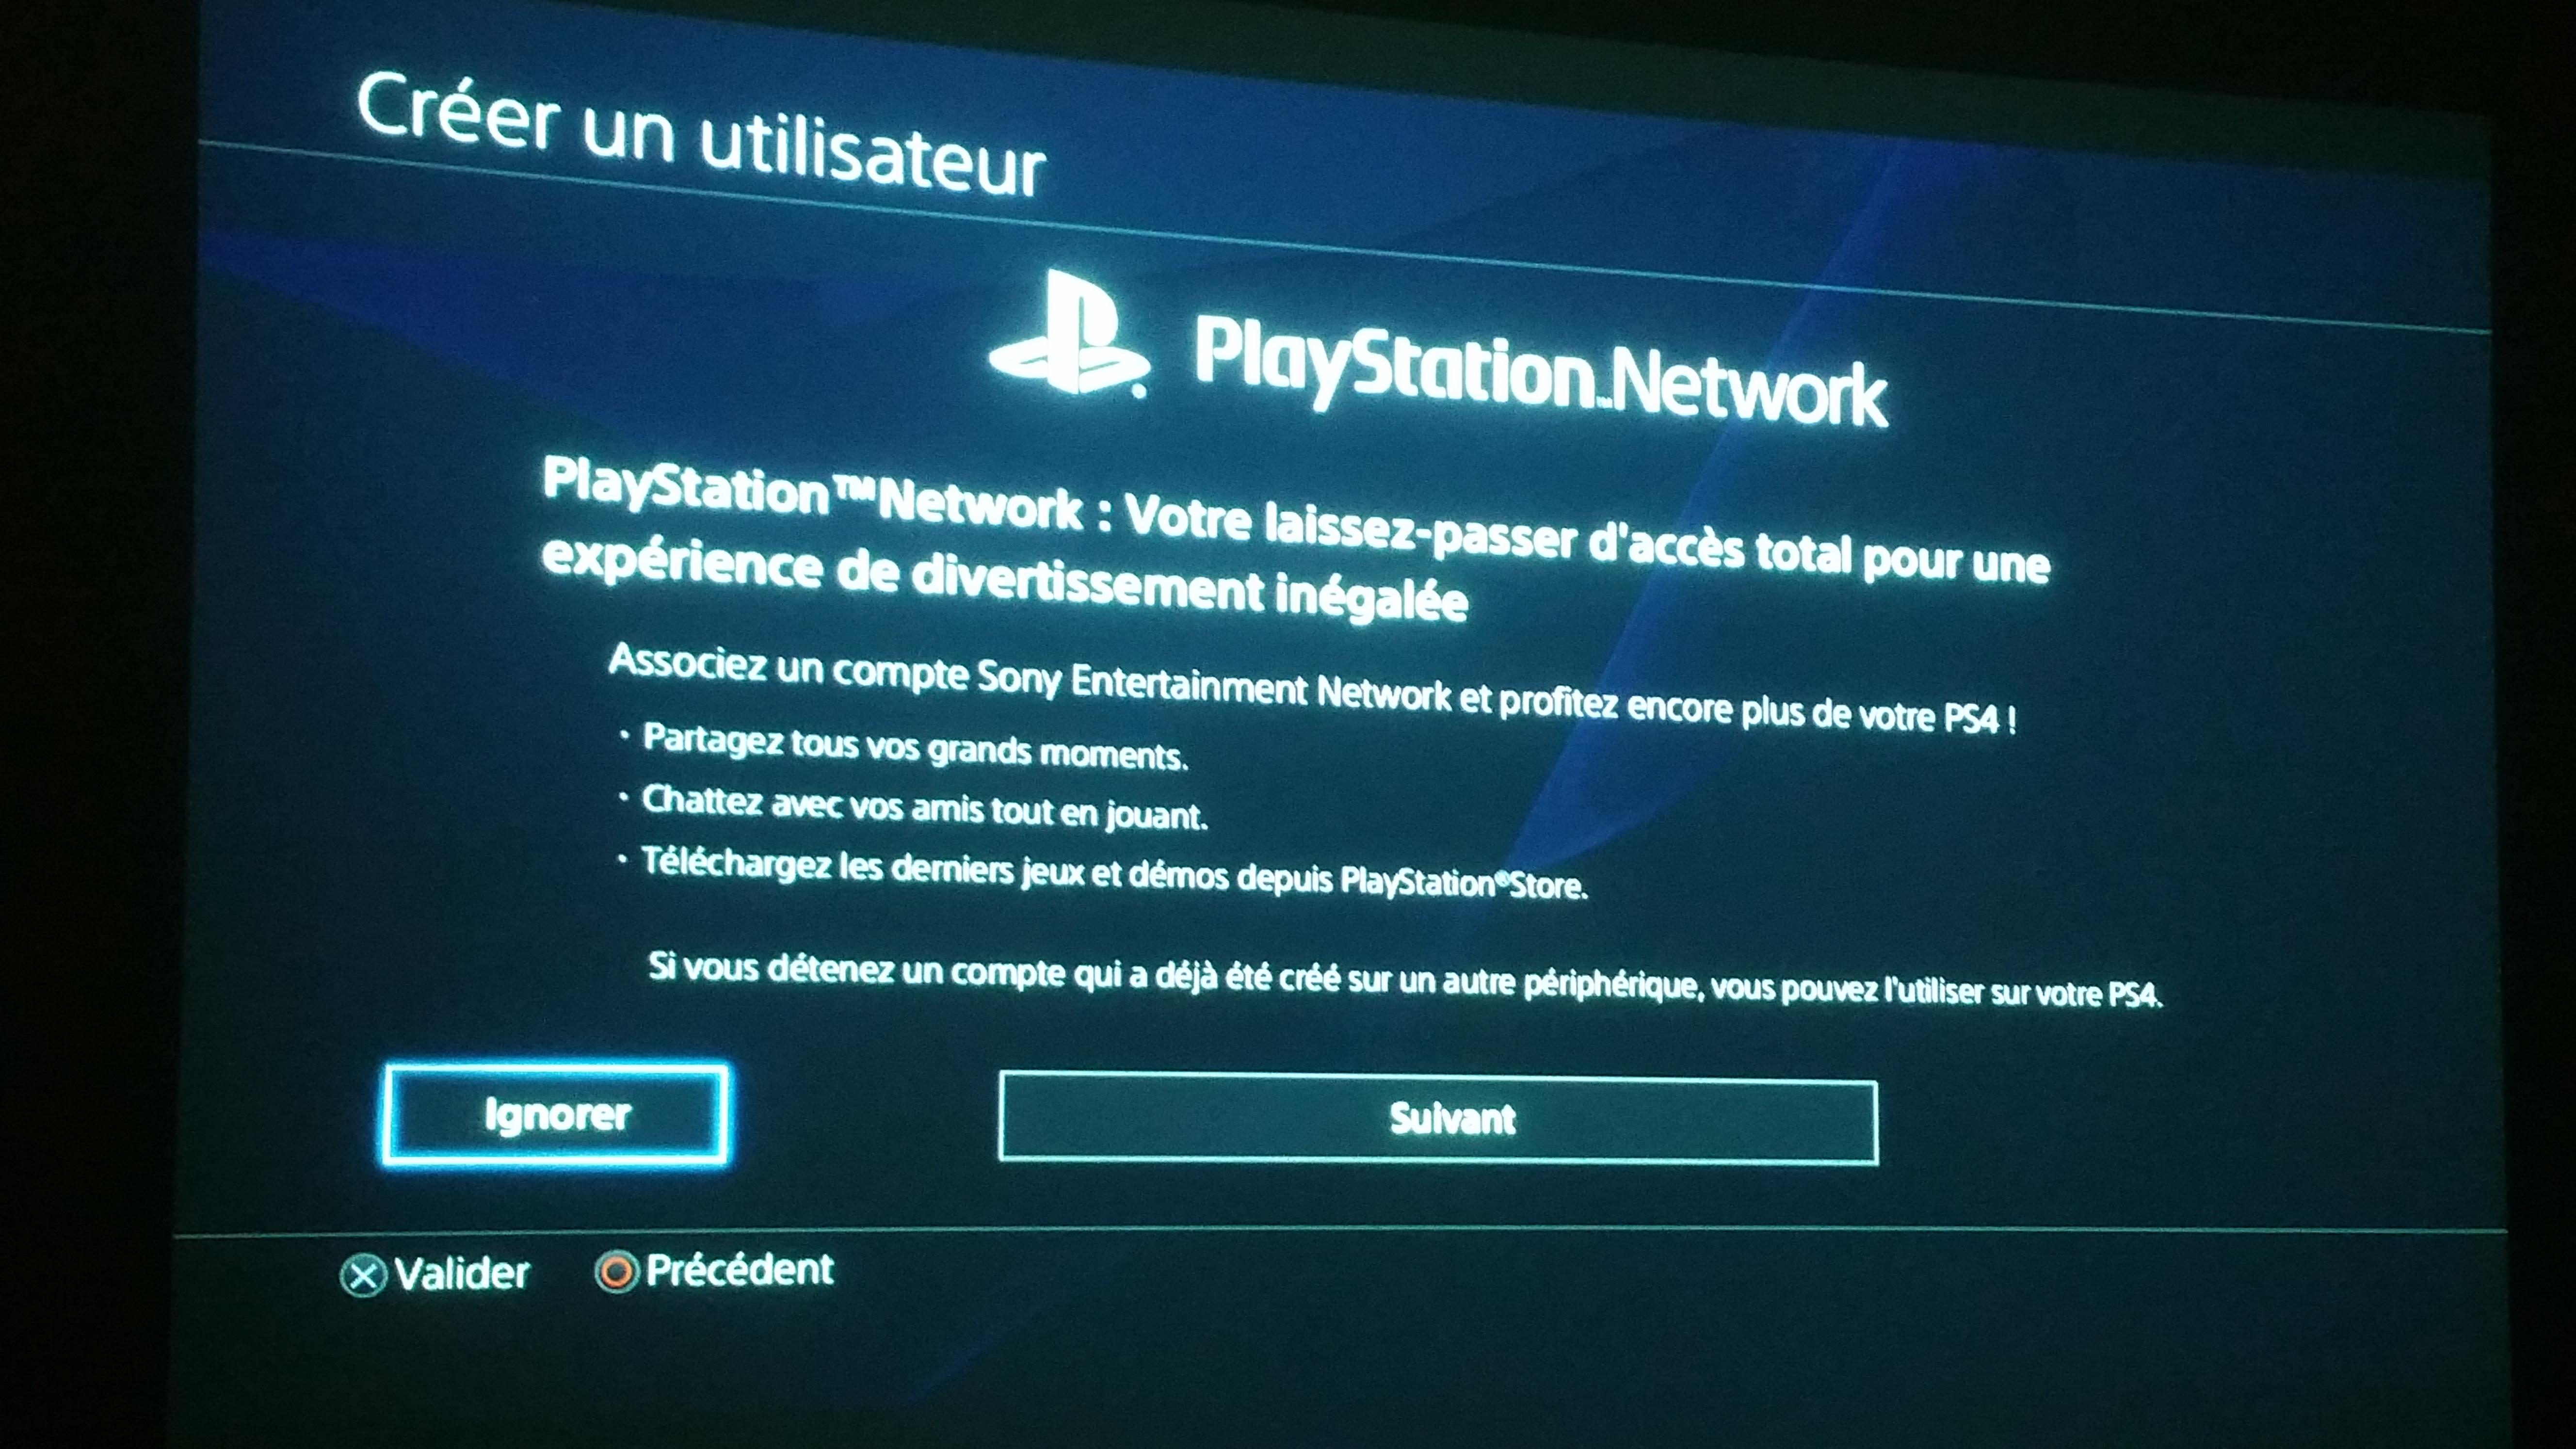 Créer un utilisateur
PlayStation™Network
PlayStation™Network : Votre laissez-passer d'accès total pour une
expérience de divertissement inégalée
Associez un compte Sony Entertainment Network et profitez encore plus de votre PS4 !
· Partagez tous vos grands moments.
· Chattez avec vos amis tout en jouant.
· Téléchargez les derniers jeux et démos depuis PlayStation®Store.
Si vous détenez un compte qui a déjà été créé sur un autre périphérique, vous pouvez l'utiliser sur votre PS4.
Ignorer Suivant
Valider Précédent